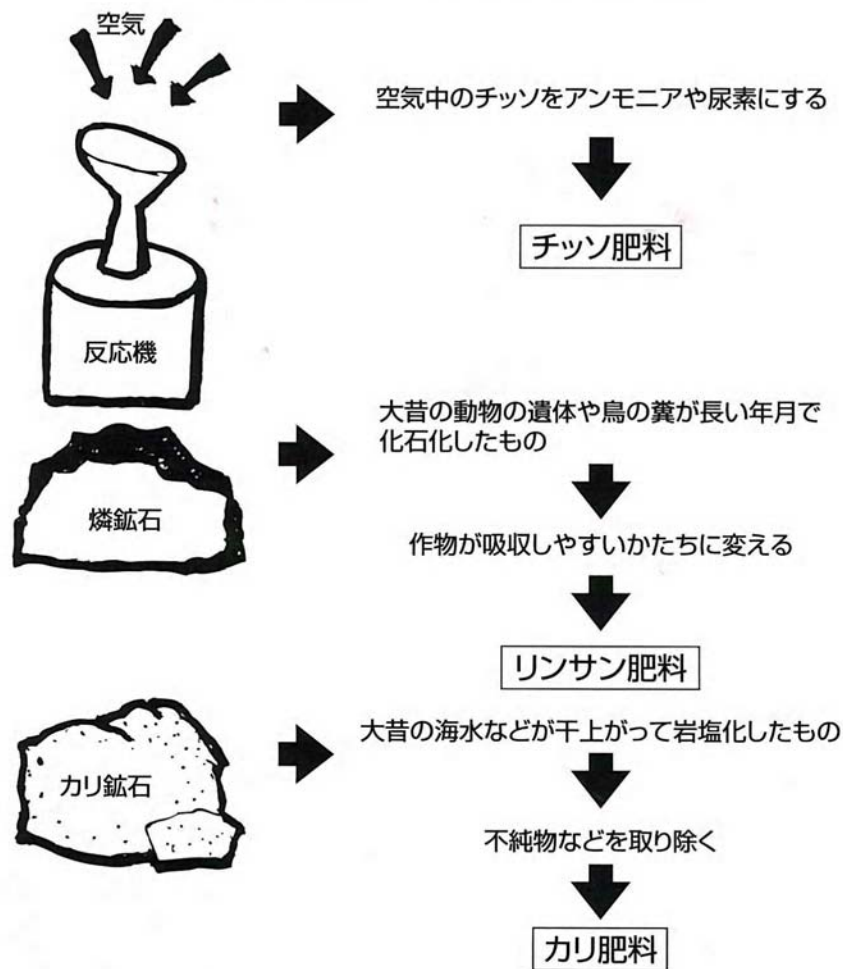 空気
空気中のチッソをアンモニアや尿素にする
チッソ肥料
反応機
大昔の動物の遺体や鳥の糞が長い年月で
化石化したもの
燐鉱石
作物が吸収しやすいかたちに変える
リンサン肥料
大昔の海水などが干上がって岩塩化したもの
カリ鉱石
不純物などを取り除く
カリ肥料